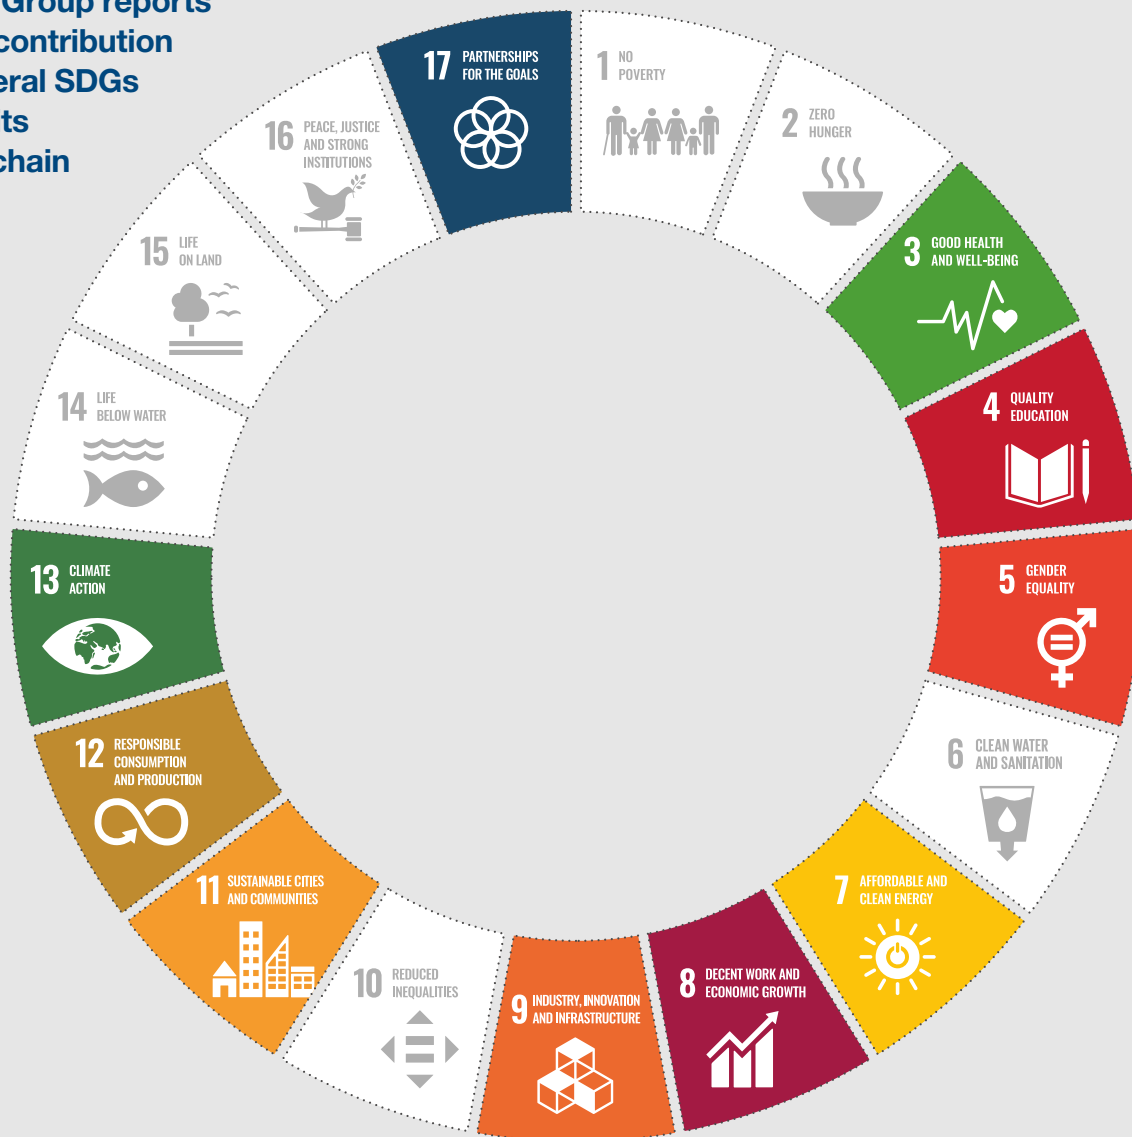 Group reports
contribution
eral SDGs
ts
chain
17 PARTNERSHIPS
FOR THE GOALS
1 NO
POVERTY
2 ZERO
HUNGER
3 GOOD HEALTH
AND WELL-BEING
4 QUALITY
EDUCATION
5 GENDER
EQUALITY
6 CLEAN WATER
AND SANITATION
7 AFFORDABLE AND
CLEAN ENERGY
8 DECENT WORK AND
ECONOMIC GROWTH
9 INDUSTRY, INNOVATION
AND INFRASTRUCTURE
10 REDUCED
INEQUALITIES
11 SUSTAINABLE CITIES
AND COMMUNITIES
12 RESPONSIBLE
CONSUMPTION
AND PRODUCTION
13 CLIMATE
ACTION
14 LIFE
BELOW WATER
15 LIFE
ON LAND
16 PEACE, JUSTICE
AND STRONG
INSTITUTIONS